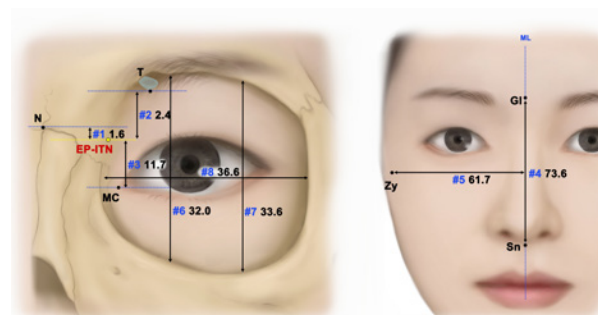 T
N
#2 2.4
#1 1.6
EP-ITN
#3 11.7
#8 36.6
MC
#6 32.0
#7 33.6
ML
Gl
#4 73.6
#5 61.7
Zy
Sn